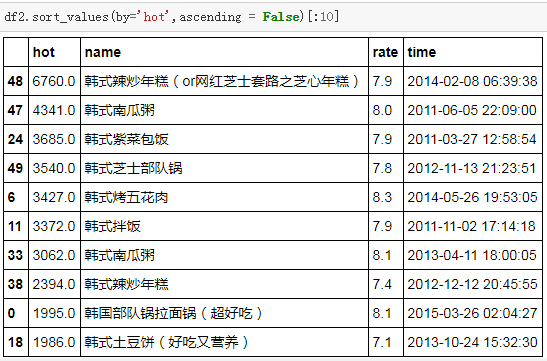 df2.sort_values(by='hot',ascending = False)[:10]
hot name rate time
48 6760.0 韩式辣炒年糕（or网红芝士套路之芝心年糕） 7.9 2014-02-08 06:39:38
47 4341.0 韩式南瓜粥 8.0 2011-06-05 22:09:00
24 3685.0 韩式紫菜包饭 7.9 2011-03-27 12:58:54
49 3540.0 韩式芝士部队锅 7.8 2012-11-13 21:23:51
6 3427.0 韩式烤五花肉 8.3 2014-05-26 19:53:05
11 3372.0 韩式拌饭 7.9 2011-11-02 17:14:18
33 3062.0 韩式南瓜粥 8.1 2013-04-11 18:00:05
38 2394.0 韩式辣炒年糕 7.4 2012-12-12 20:45:55
0 1995.0 韩国部队锅拉面锅（超好吃） 8.1 2015-03-26 02:04:27
18 1986.0 韩式土豆饼（好吃又营养） 7.1 2013-10-24 15:32:30